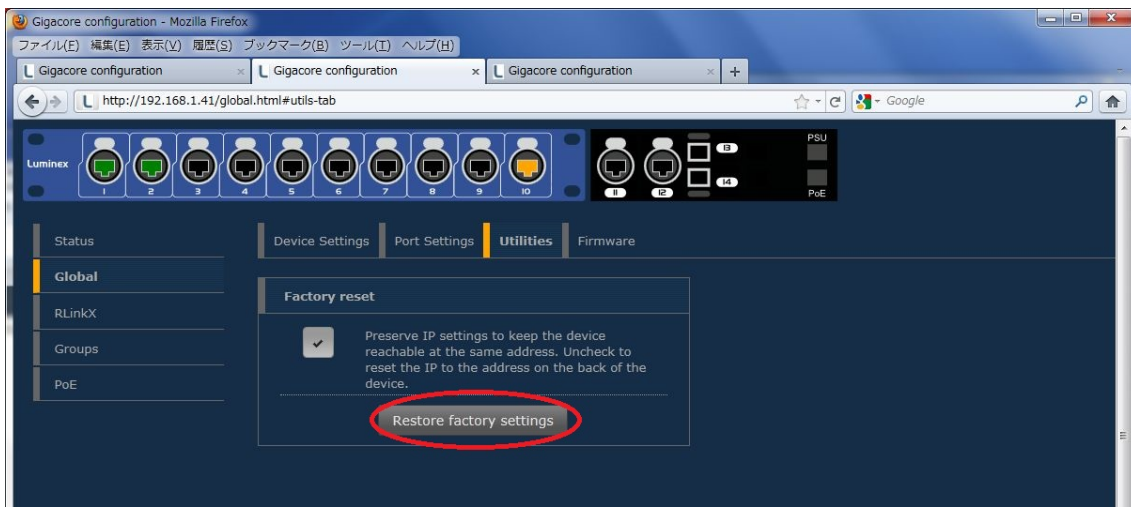 Gigacore configuration - Mozilla Firefox
ファイル(F) 編集(E) 表示(V) 履歴(S) ブックマーク(B) ツール(T) ヘルプ(H)
Gigacore configuration × Gigacore configuration × Gigacore configuration × +
http://192.168.1.41/global.html#utils-tab Google
Luminex
1 2 3 4 5 6 7 8 9 10 11 12 13 14
PSU
PoE
Status
Global
RLinkX
Groups
PoE
Device Settings Port Settings Utilities Firmware
Factory reset
Preserve IP settings to keep the device
reachable at the same address. Uncheck to
reset the IP to the address on the back of the
device.
Restore factory settings